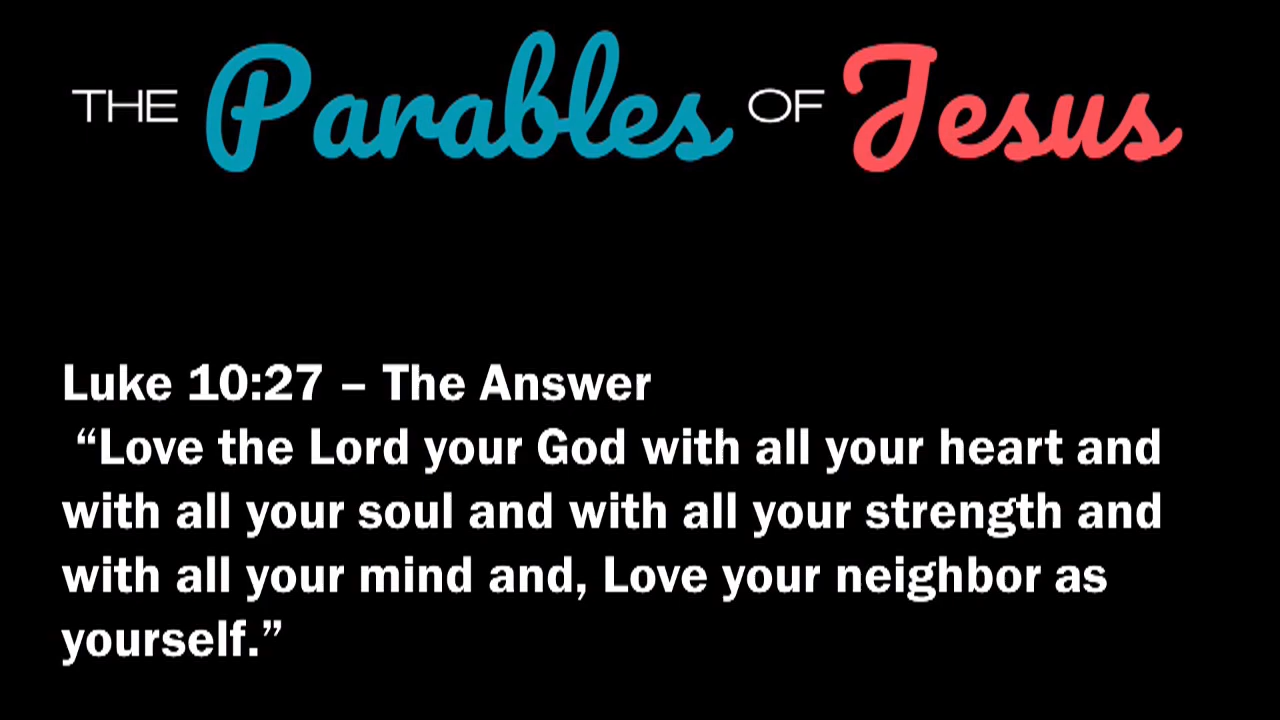 THE Parables OF Jesus
Luke 10:27 – The Answer
“Love the Lord your God with all your heart and
with all your soul and with all your strength and
with all your mind and, Love your neighbor as
yourself.”